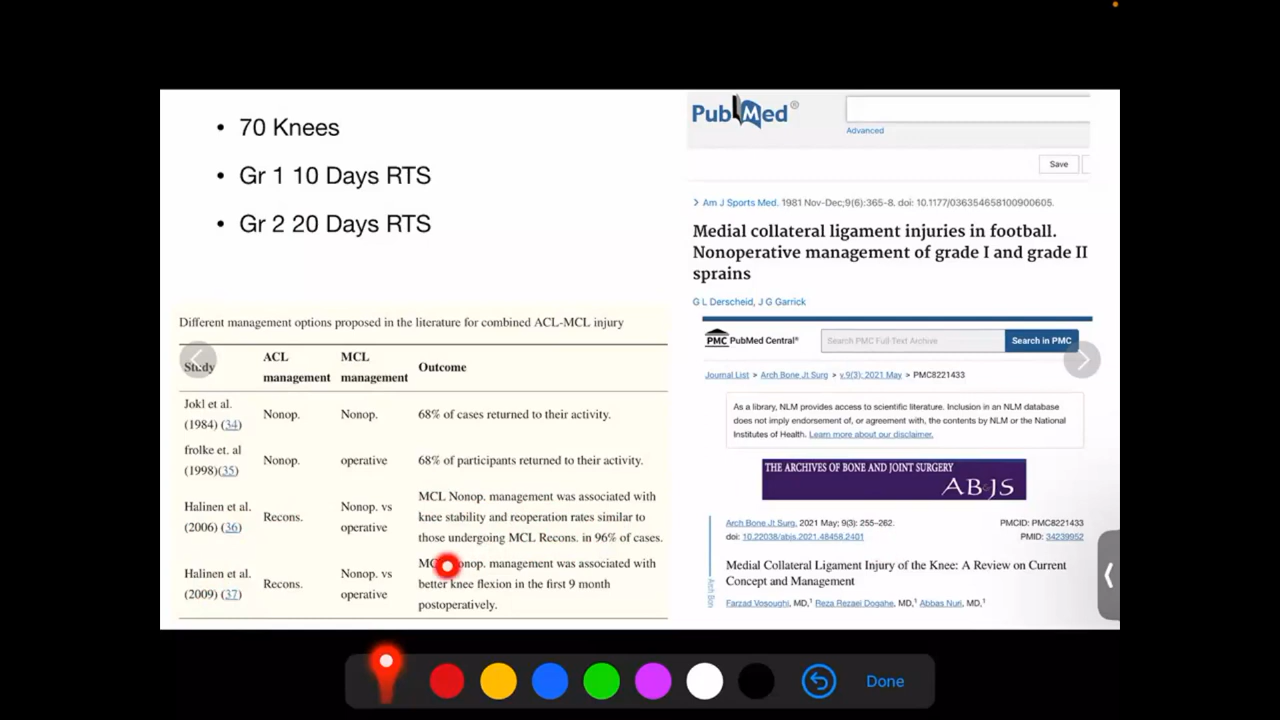 • 70 Knees
• Gr 1 10 Days RTS
• Gr 2 20 Days RTS
Different management options proposed in the literature for combined ACL-MCL injury
Study ACL management MCL management Outcome
Jokl et al. (1984) (34) Nonop. Nonop. 68% of cases returned to their activity.
frolke et. al (1998)(35) Nonop. operative 68% of participants returned to their activity.
Halinen et al. (2006) (36) Recons. Nonop. vs operative MCL Nonop. management was associated with
knee stability and reoperation rates similar to
those undergoing MCL Recons. in 96% of cases.
Halinen et al. (2009) (37) Recons. Nonop. vs operative management was associated with
better knee flexion in the first 9 month
postoperatively.
PubMed®
Advanced
Save
Am J Sports Med. 1981 Nov-Dec;9(6):365-8. doi: 10.1177/036354658100900605.
Medial collateral ligament injuries in football.
Nonoperative management of grade I and grade II
sprains
G L Derscheid, J G Garrick
PMC PubMed Central®
Search PMC Full-Text Archive
Search in PMC
Journal List > Arch Bone Jt Surg > v.9(3); 2021 May > PMC8221433
As a library, NLM provides access to scientific literature. Inclusion in an NLM database
does not imply endorsement of, or agreement with, the contents by NLM or the National
Institutes of Health. Learn more about our disclaimer.
THE ARCHIVES OF BONE AND JOINT SURGERY
ABJS
Arch Bone Jt Surg. 2021 May; 9(3): 255–262.
PMCID: PMC8221433
doi: 10.22038/abjs.2021.48458.2401
PMID: 34239952
Medial Collateral Ligament Injury of the Knee: A Review on Current
Concept and Management
Farzad Vosoughi, MD,1 Reza Rezaei Dogahe, MD,1 Abbas Nuri, MD,1
Arch Bon
Done